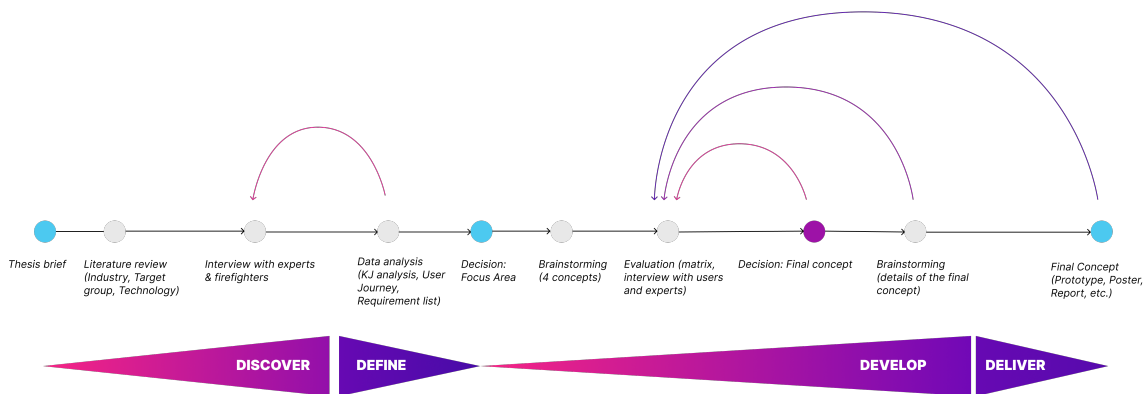 Thesis brief
Literature review
(Industry, Target
group, Technology)
Interview with experts
& firefighters
Data analysis
(KJ analysis, User
Journey,
Requirement list)
Decision:
Focus Area
Brainstorming
(4 concepts)
Evaluation (matrix,
interview with users
and experts)
Decision: Final concept
Brainstorming
(details of the final
concept)
Final Concept
(Prototype, Poster,
Report, etc.)
DISCOVER
DEFINE
DEVELOP
DELIVER